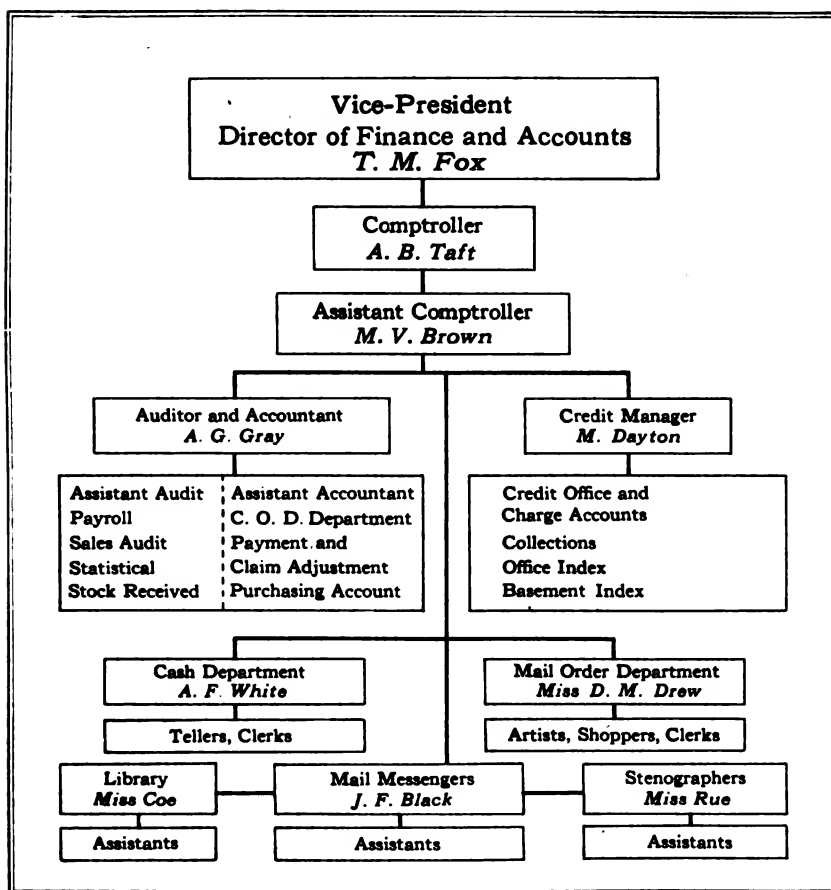 Vice-President
Director of Finance and Accounts
T. M. Fox
Comptroller
A. B. Taft
Assistant Comptroller
M. V. Brown
Auditor and Accountant
A. G. Gray
Credit Manager
M. Dayton
Assistant Audit
Payroll
Sales Audit
Statistical
Stock Received
Assistant Accountant
C. O. D. Department
Payment and
Claim Adjustment
Purchasing Account
Credit Office and
Charge Accounts
Collections
Office Index
Basement Index
Cash Department
A. F. White
Mail Order Department
Miss D. M. Drew
Tellers, Clerks
Artists, Shoppers, Clerks
Library
Miss Coe
Mail Messengers
J. F. Black
Stenographers
Miss Rue
Assistants
Assistants
Assistants